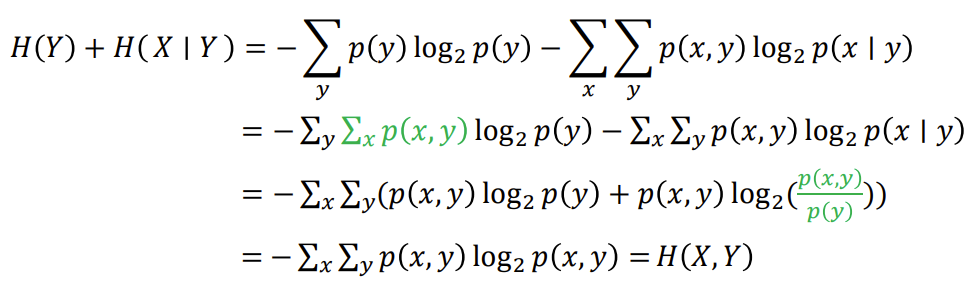 H(Y) + H(X ∣ Y) = − ∑_y p(y) log₂ p(y) − ∑_x ∑_y p(x, y) log₂ p(x ∣ y)
= − ∑_y ∑_x p(x, y) log₂ p(y) − ∑_x ∑_y p(x, y) log₂ p(x ∣ y)
= − ∑_x ∑_y (p(x, y) log₂ p(y) + p(x, y) log₂(p(x,y)/p(y)))
= − ∑_x ∑_y p(x, y) log₂ p(x, y) = H(X, Y)